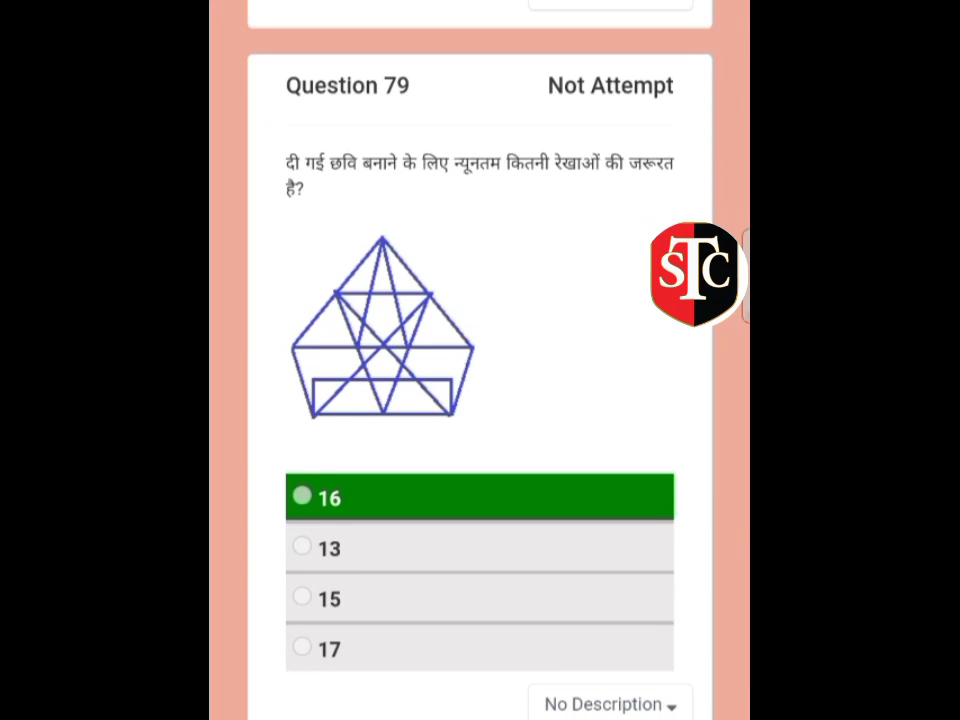 Question 79
Not Attempt
दी गई छवि बनाने के लिए न्यूनतम कितनी रेखाओं की जरूरत
है?
STC
16
13
15
17
No Description